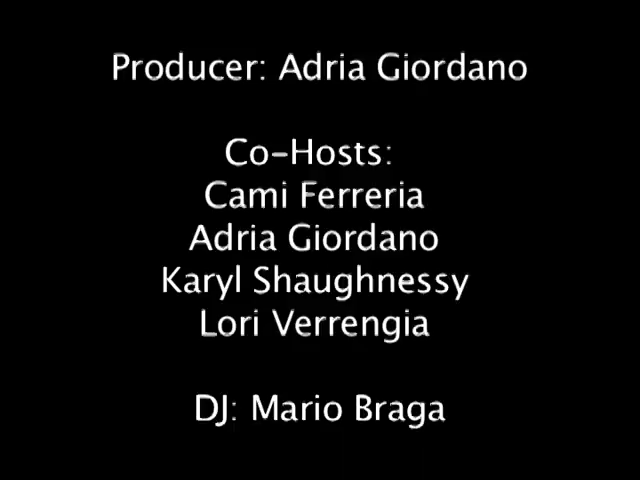 Producer: Adria Giordano
Co-Hosts:
Cami Ferreria
Adria Giordano
Karyl Shaughnessy
Lori Verrengia
DJ: Mario Braga